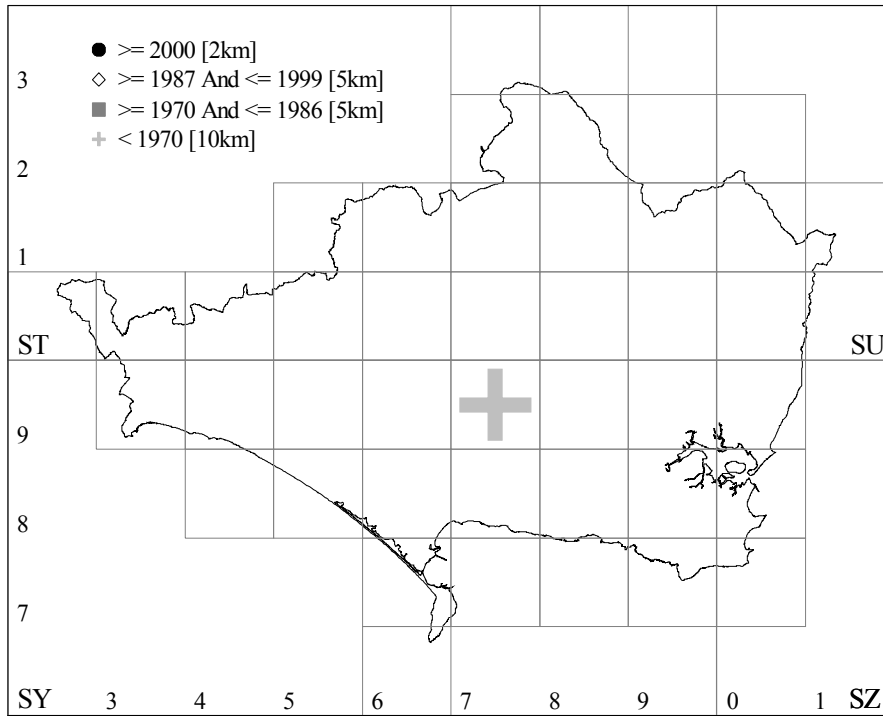 >= 2000 [2km]
>= 1987 And <= 1999 [5km]
>= 1970 And <= 1986 [5km]
< 1970 [10km]
3
2
1
ST
SU
9
8
7
SY 3 4 5 6 7 8 9 0 1 SZ